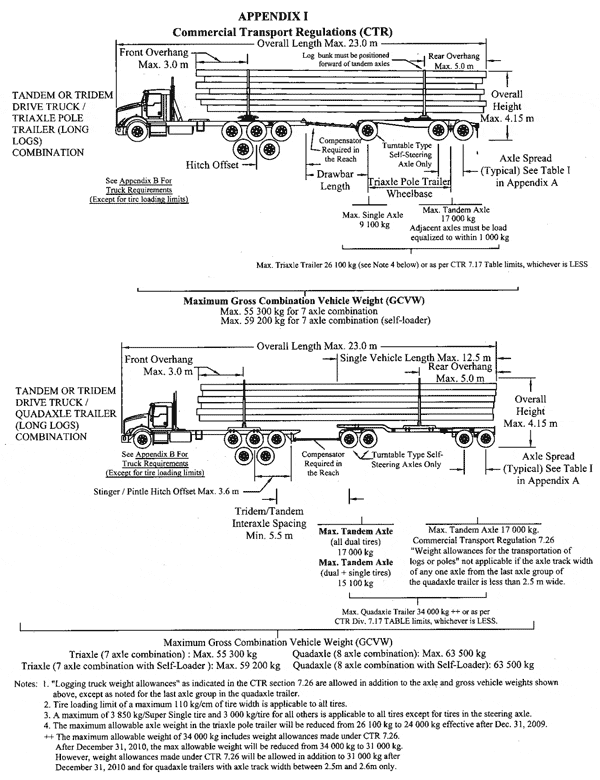 APPENDIX I
Commercial Transport Regulations (CTR)
Overall Length Max. 23.0 m
Front Overhang
Max. 3.0 m
Log bunk must be positioned
forward of tandem axles
Rear Overhang
Max. 5.0 m
TANDEM OR TRIDEM
DRIVE TRUCK /
TRIAXLE POLE
TRAILER (LONG
LOGS)
COMBINATION
Overall
Height
Max. 4.15 m
Hitch Offset
Compensator
Required in
the Reach
Turntable Type
Self-Steering
Axle Only
Axle Spread
(Typical) See Table I
in Appendix A
See Appendix B For
Truck Requirements
(Except for tire loading limits)
Drawbar
Length
Triaxle Pole Trailer
Wheelbase
Max. Single Axle
9 100 kg
Max. Tandem Axle
17 000 kg
Adjacent axles must be load
equalized to within 1 000 kg
Max. Triaxle Trailer 26 100 kg (see Note 4 below) or as per CTR 7.17 Table limits, whichever is LESS
Maximum Gross Combination Vehicle Weight (GCVW)
Max. 55 300 kg for 7 axle combination
Max. 59 200 kg for 7 axle combination (self-loader)
Overall Length Max. 23.0 m
Front Overhang
Max. 3.0 m
Single Vehicle Length Max. 12.5 m
Rear Overhang
Max. 5.0 m
TANDEM OR TRIDEM
DRIVE TRUCK /
QUADAXLE TRAILER
(LONG LOGS)
COMBINATION
Overall
Height
Max. 4.15 m
See Appendix B For
Truck Requirements
(Except for tire loading limits)
Compensator
Required in
the Reach
Turntable Type Self-
Steering Axles Only
Axle Spread
(Typical) See Table I
in Appendix A
Stinger / Pintle Hitch Offset Max. 3.6 m
Tridem/Tandem
Interaxle Spacing
Min. 5.5 m
Max. Tandem Axle
(all dual tires)
17 000 kg
Max. Tandem Axle
(dual + single tires)
15 100 kg
Max. Tandem Axle 17 000 kg.
Commercial Transport Regulation 7.26
"Weight allowances for the transportation of
logs or poles" not applicable if the axle track width
of any one axle from the last axle group of
the quadaxle trailer is less than 2.5 m wide.
Max. Quadaxle Trailer 34 000 kg ++ or as per
CTR Div. 7.17 TABLE limits, whichever is LESS.
Maximum Gross Combination Vehicle Weight (GCVW)
Triaxle (7 axle combination) : Max. 55 300 kg Quadaxle (8 axle combination): Max. 63 500 kg
Triaxle (7 axle combination with Self-Loader ): Max. 59 200 kg Quadaxle (8 axle combination with Self-Loader): 63 500 kg
Notes: 1. "Logging truck weight allowances" as indicated in the CTR section 7.26 are allowed in addition to the axle and gross vehicle weights shown
above, except as noted for the last axle group in the quadaxle trailer.
2. Tire loading limit of a maximum 110 kg/cm of tire width is applicable to all tires.
3. A maximum of 3 850 kg/Super Single tire and 3 000 kg/tire for all others is applicable to all tires except for tires in the steering axle.
4. The maximum allowable axle weight in the triaxle pole trailer will be reduced from 26 100 kg to 24 000 kg effective after Dec. 31, 2009.
++ The maximum allowable weight of 34 000 kg includes weight allowances made under CTR 7.26.
After December 31, 2010, the max allowable weight will be reduced from 34 000 kg to 31 000 kg.
However, weight allowances made under CTR 7.26 will be allowed in addition to 31 000 kg after
December 31, 2010 and for quadaxle trailers with axle track width between 2.5m and 2.6m only.